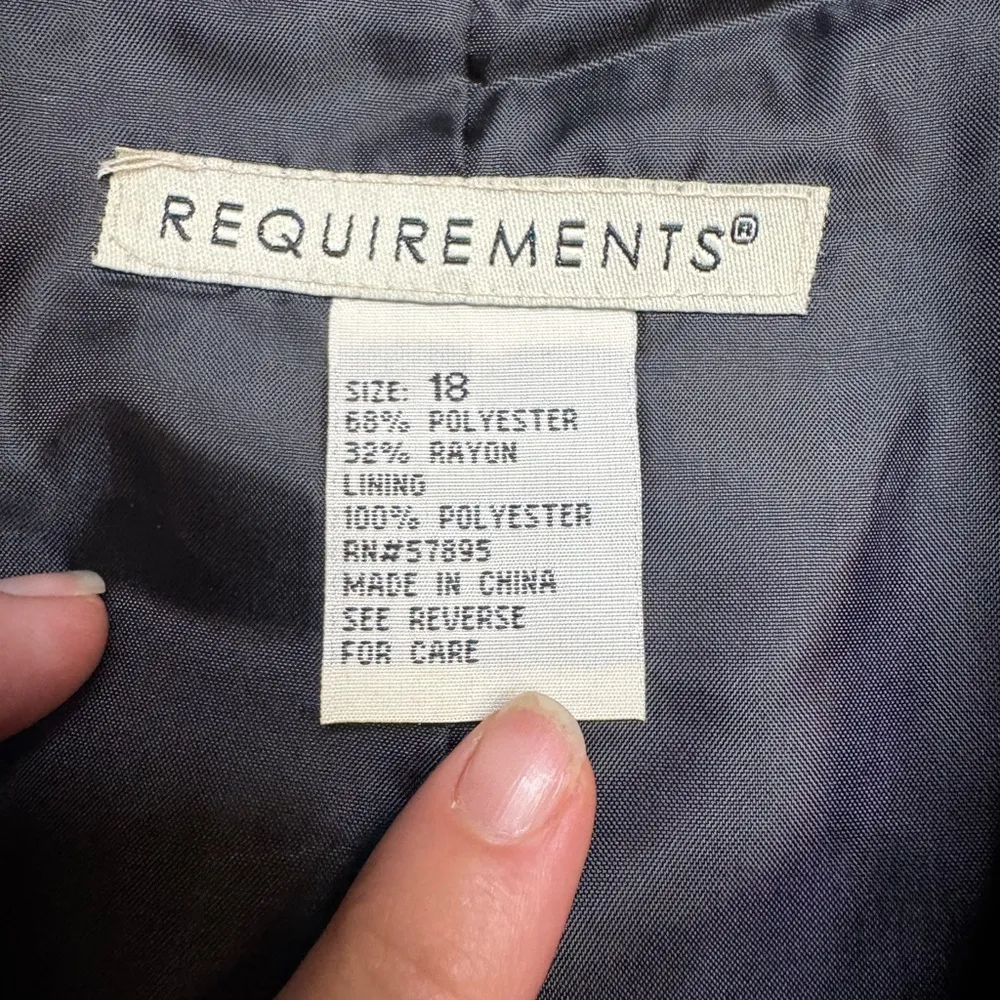 REQUIREMENTS®
SIZE: 18
68% POLYESTER
32% RAYON
LINING
100% POLYESTER
RN#57895
MADE IN CHINA
SEE REVERSE
FOR CARE